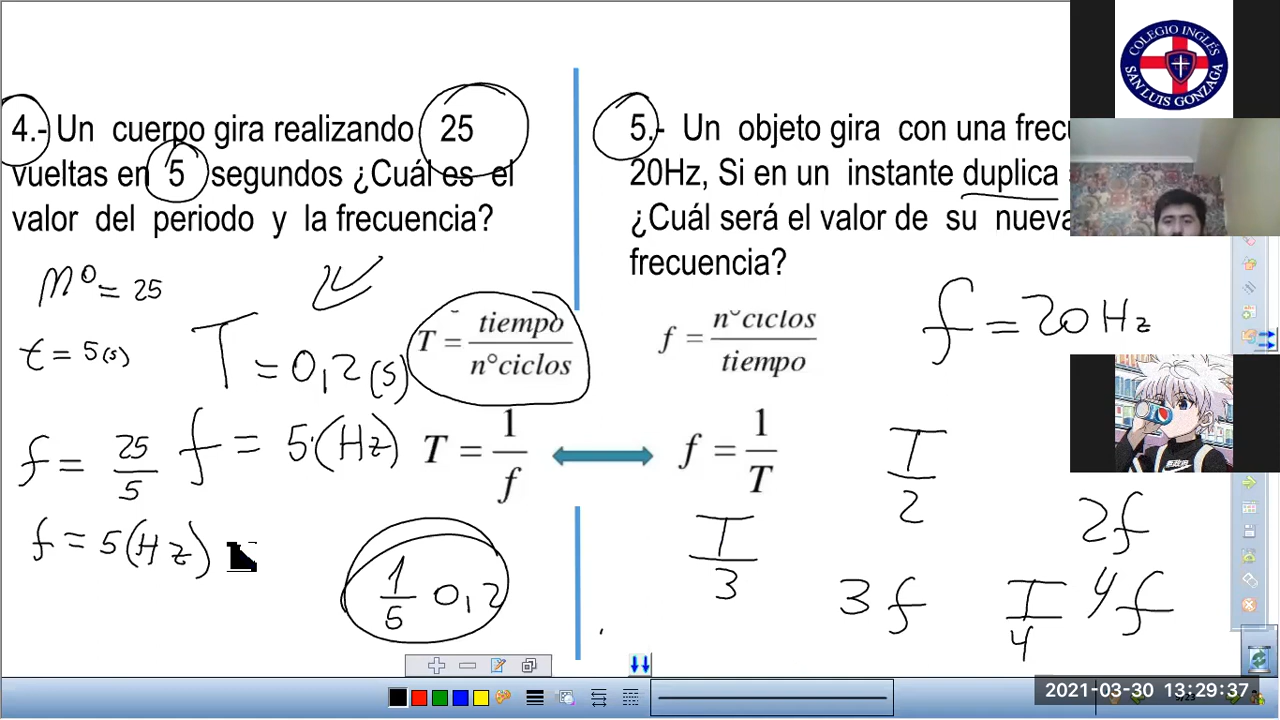 4.- Un cuerpo gira realizando 25
vueltas en 5 segundos ¿Cuál es el
valor del periodo y la frecuencia?
n° = 25
t = 5(s)
T = 0,2 (s)
T = tiempo / n°ciclos
f = 25 / 5
f = 5 (Hz)
T = 1 / f
f = 5 (Hz)
1 / 5 0,2
5.- Un objeto gira con una frecu
20Hz, Si en un instante duplica
¿Cuál será el valor de su nueva
frecuencia?
f = n°ciclos / tiempo
f = 20 Hz
f = 1 / T
T / 2
2f
T / 3
3f
T / 4
4f
COLEGIO INGLÉS
SAN LUIS GONZAGA
2021-03-30 13:29:37